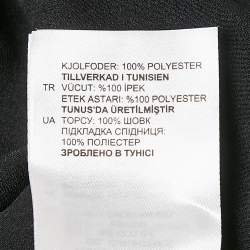 KJOLFODER: 100% POLYESTER
TILLVERKAD I TUNISIEN
TR VÜCUT: %100 İPEK
ETEK ASTARI: %100 POLYESTER
TUNUS'DA ÜRETİLMİŞTİR
UA ТОРСУ: 100% ШОВК
ПІДКЛАДКА СПІДНИЦІ:
100% ПОЛІЕСТЕР
ЗРОБЛЕНО В ТУНІСІ